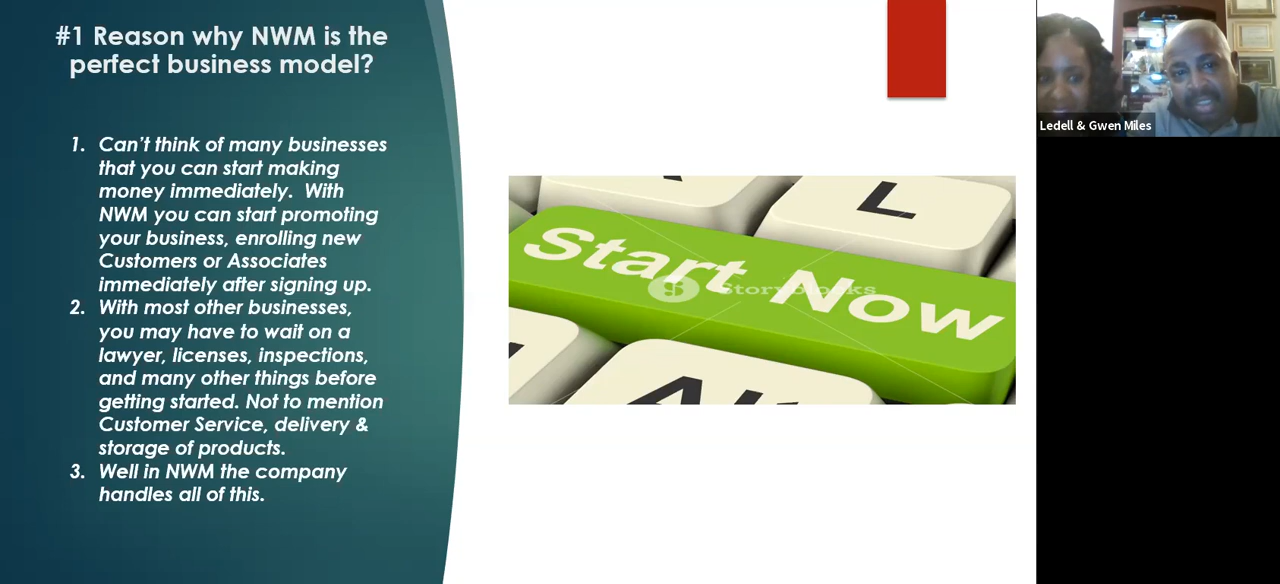 #1 Reason why NWM is the
perfect business model?
1. Can't think of many businesses
that you can start making
money immediately. With
NWM you can start promoting
your business, enrolling new
Customers or Associates
immediately after signing up.
2. With most other businesses,
you may have to wait on a
lawyer, licenses, inspections,
and many other things before
getting started. Not to mention
Customer Service, delivery &
storage of products.
3. Well in NWM the company
handles all of this.
L
Start Now
Storyblocks
Ledell & Gwen Miles